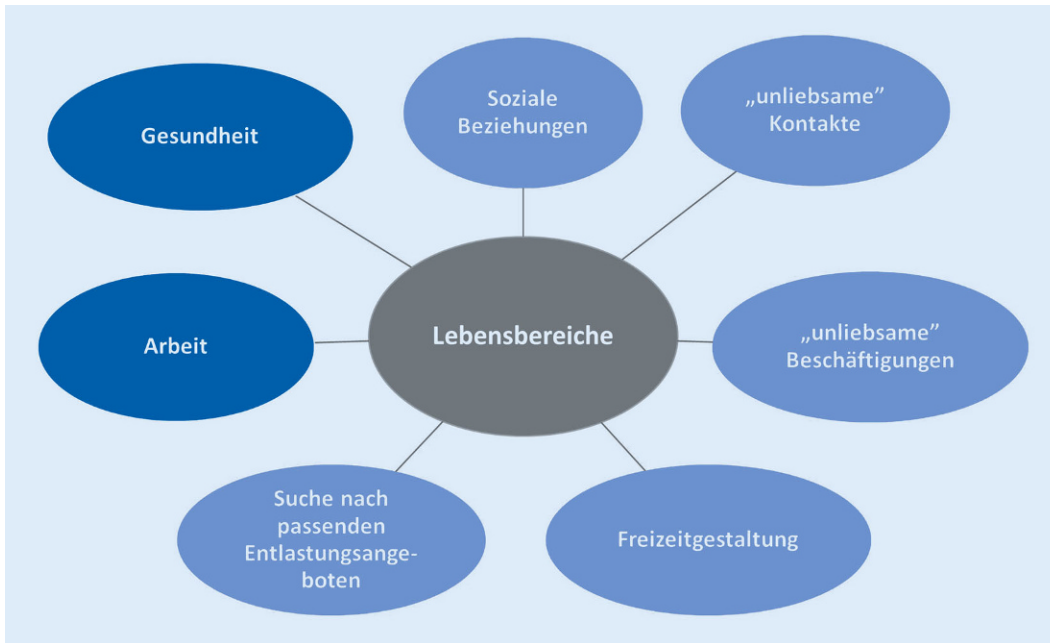 Gesundheit
Soziale
Beziehungen
„unliebsame”
Kontakte
Arbeit
Lebensbereiche
„unliebsame”
Beschäftigungen
Suche nach
passenden
Entlastungsange-
boten
Freizeitgestaltung